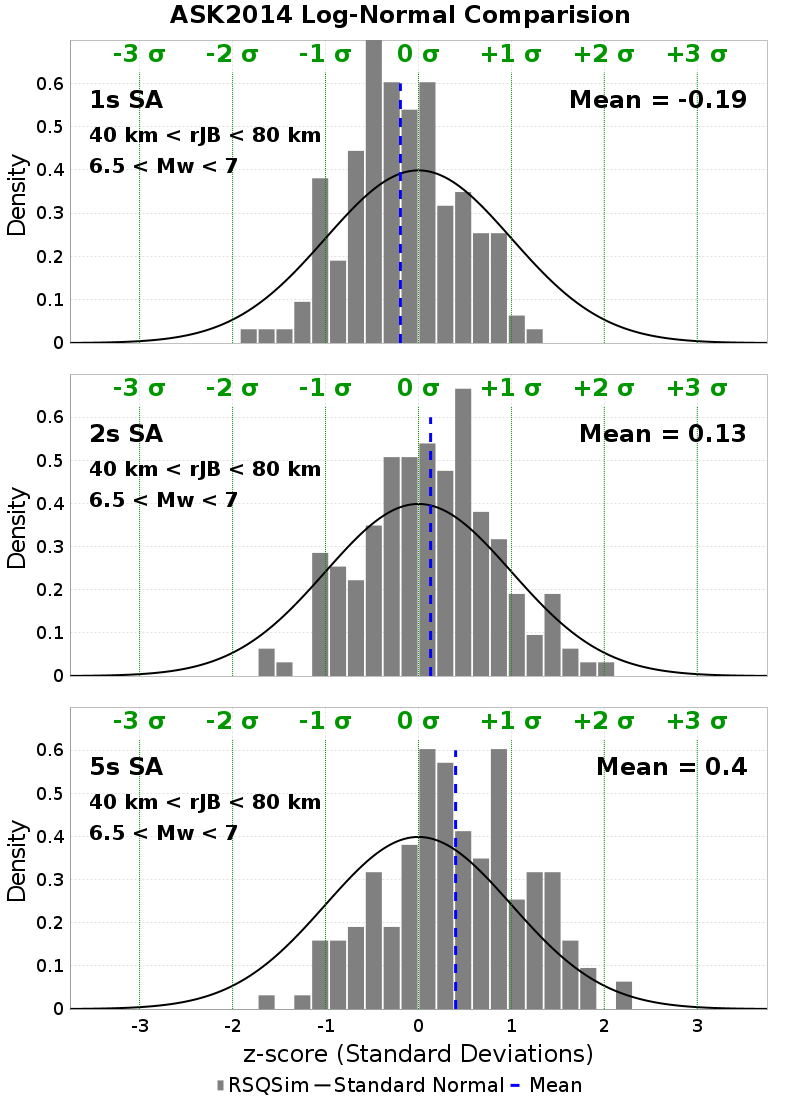 ASK2014 Log-Normal Comparision
-3 σ -2 σ -1 σ 0 σ +1 σ +2 σ +3 σ
1s SA Mean = -0.19
40 km < rJB < 80 km
6.5 < Mw < 7
Density
0.6
0.5
0.4
0.3
0.2
0.1
0
-3 σ -2 σ -1 σ 0 σ +1 σ +2 σ +3 σ
2s SA Mean = 0.13
40 km < rJB < 80 km
6.5 < Mw < 7
Density
0.6
0.5
0.4
0.3
0.2
0.1
0
-3 σ -2 σ -1 σ 0 σ +1 σ +2 σ +3 σ
5s SA Mean = 0.4
40 km < rJB < 80 km
6.5 < Mw < 7
Density
0.6
0.5
0.4
0.3
0.2
0.1
0
-3 -2 -1 0 1 2 3
z-score (Standard Deviations)
RSQSim Standard Normal Mean